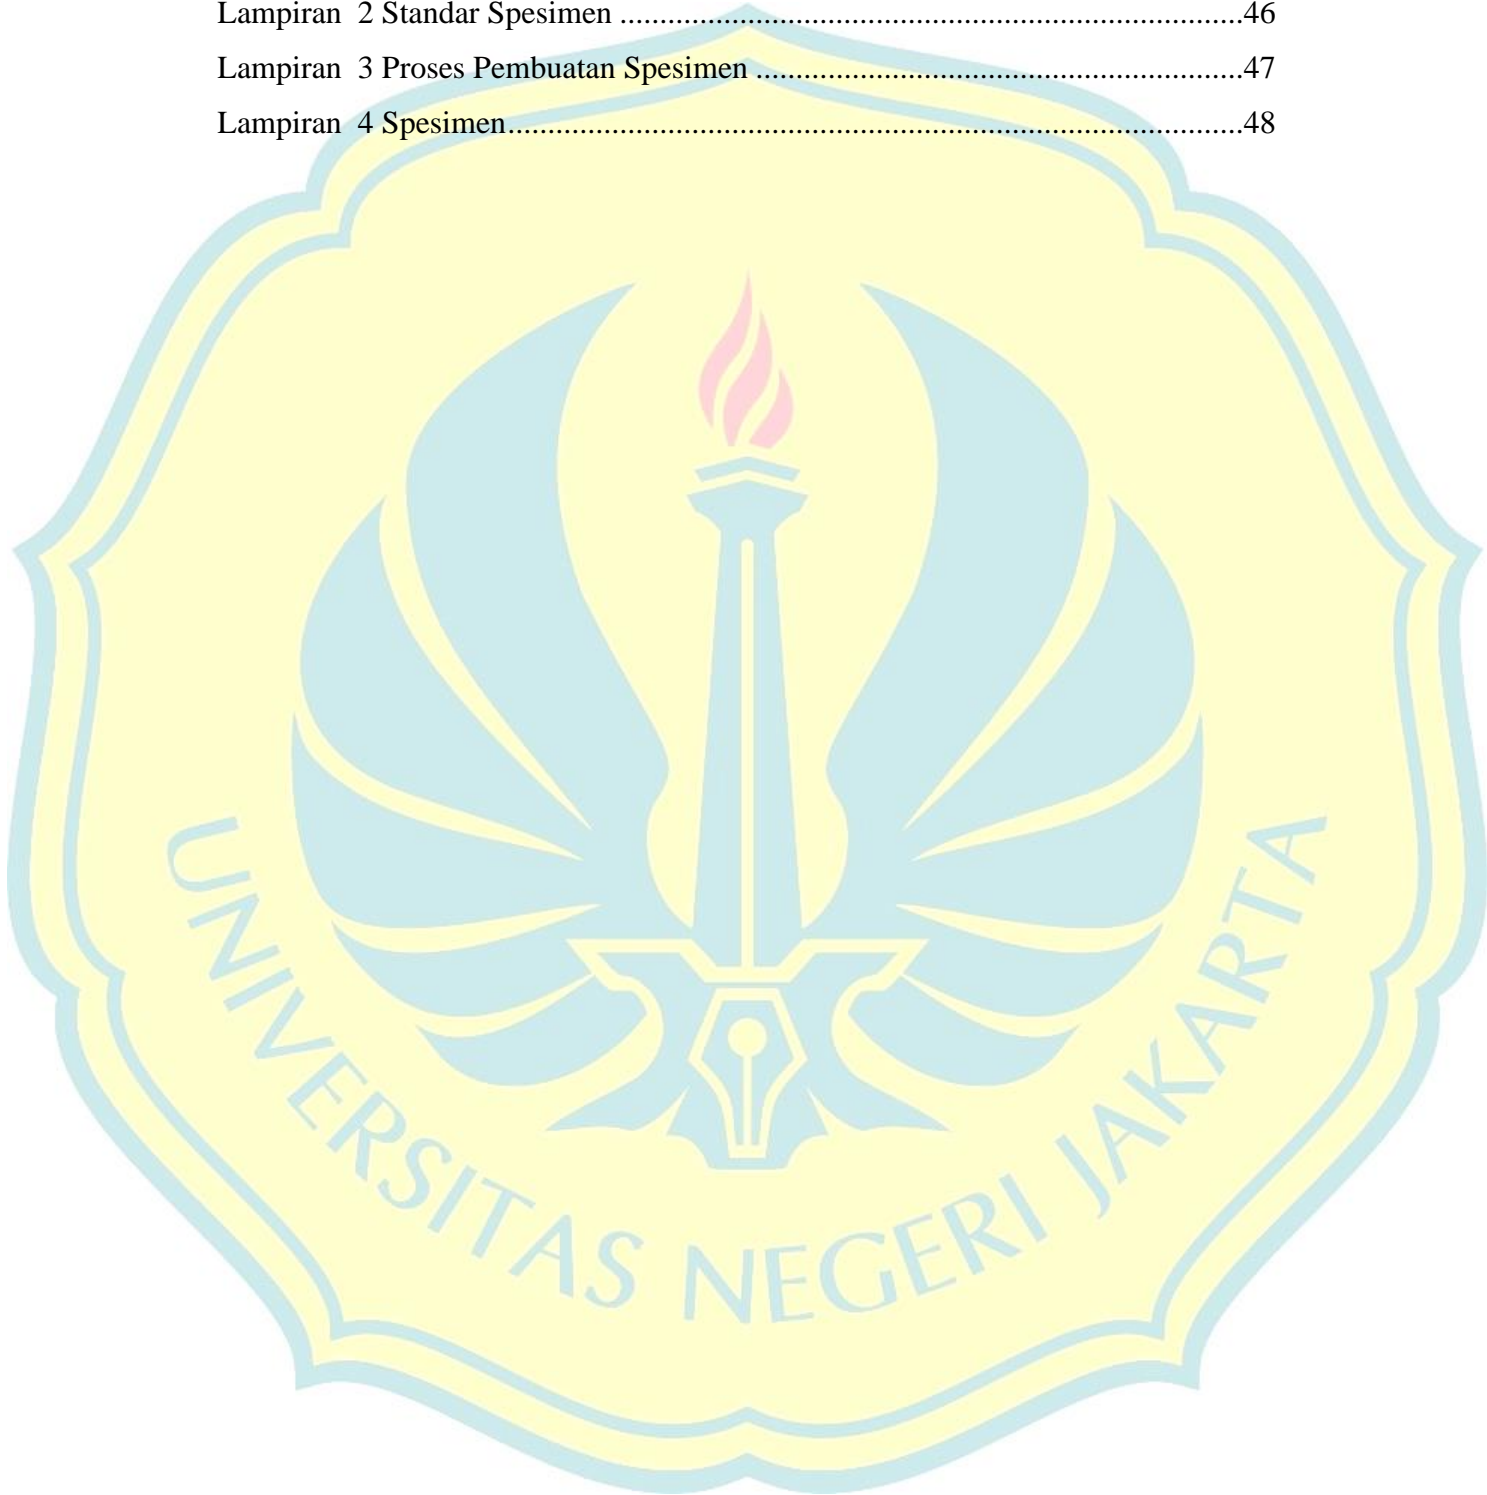 Lampiran  2 Standar Spesimen ..............................................................................46
Lampiran  3 Proses Pembuatan Spesimen .............................................................47
Lampiran  4 Spesimen............................................................................................48
UNIVERSITAS NEGERI JAKARTA